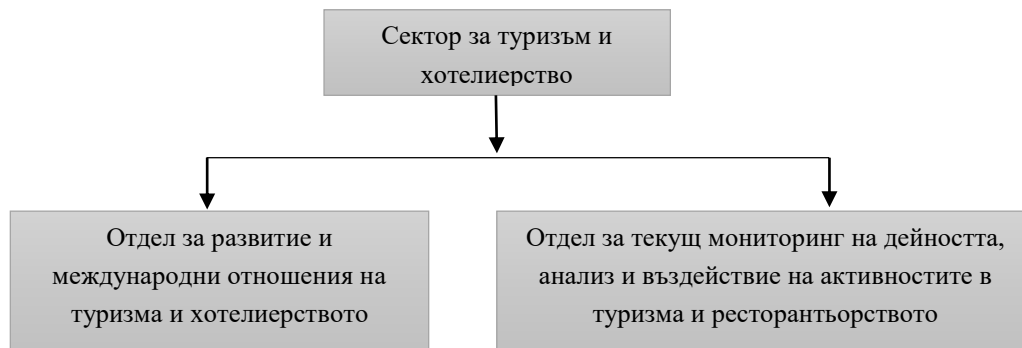 Сектор за туризъм и
хотелиерство
Отдел за развитие и
международни отношения на
туризма и хотелиерството
Отдел за текущ мониторинг на дейността,
анализ и въздействие на активностите в
туризма и ресторантьорството